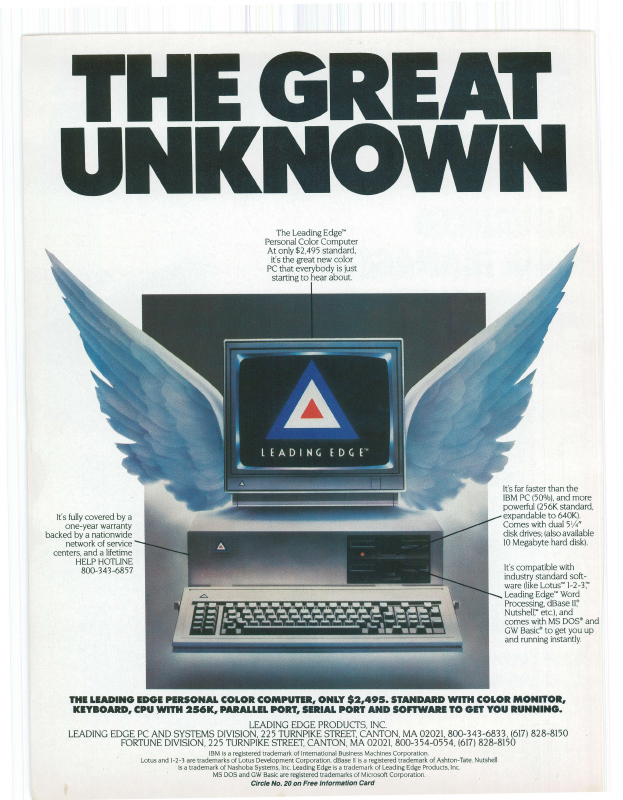 THE GREAT
UNKNOWN
The Leading Edge™
Personal Color Computer
At only $2,495 standard,
it's the great new color
PC that everybody is just
starting to hear about.
LEADING EDGE™
It's fully covered by a
one-year warranty
backed by a nationwide
network of service
centers, and a lifetime
HELP HOTLINE
800-343-6857
It's far faster than the
IBM PC (50%), and more
powerful (256K standard,
expandable to 640K).
Comes with dual 5¼"
disk drives; (also available
10 Megabyte hard disk).
It's compatible with
industry standard soft-
ware (like Lotus™ 1-2-3,™
Leading Edge™ Word
Processing, dBase II,®
Nutshell,™ etc.), and
comes with MS DOS® and
GW Basic® to get you up
and running instantly.
THE LEADING EDGE PERSONAL COLOR COMPUTER, ONLY $2,495. STANDARD WITH COLOR MONITOR,
KEYBOARD, CPU WITH 256K, PARALLEL PORT, SERIAL PORT AND SOFTWARE TO GET YOU RUNNING.
LEADING EDGE PRODUCTS, INC.
LEADING EDGE PC AND SYSTEMS DIVISION, 225 TURNPIKE STREET, CANTON, MA 02021, 800-343-6833, (617) 828-8150
FORTUNE DIVISION, 225 TURNPIKE STREET, CANTON, MA 02021, 800-354-0554, (617) 828-8150
IBM is a registered trademark of International Business Machines Corporation.
Lotus and 1-2-3 are trademarks of Lotus Development Corporation. dBase II is a registered trademark of Ashton-Tate. Nutshell
is a trademark of Nashoba Systems, Inc. Leading Edge is a trademark of Leading Edge Products, Inc.
MS DOS and GW Basic are registered trademarks of Microsoft Corporation.
Circle No. 20 on Free Information Card